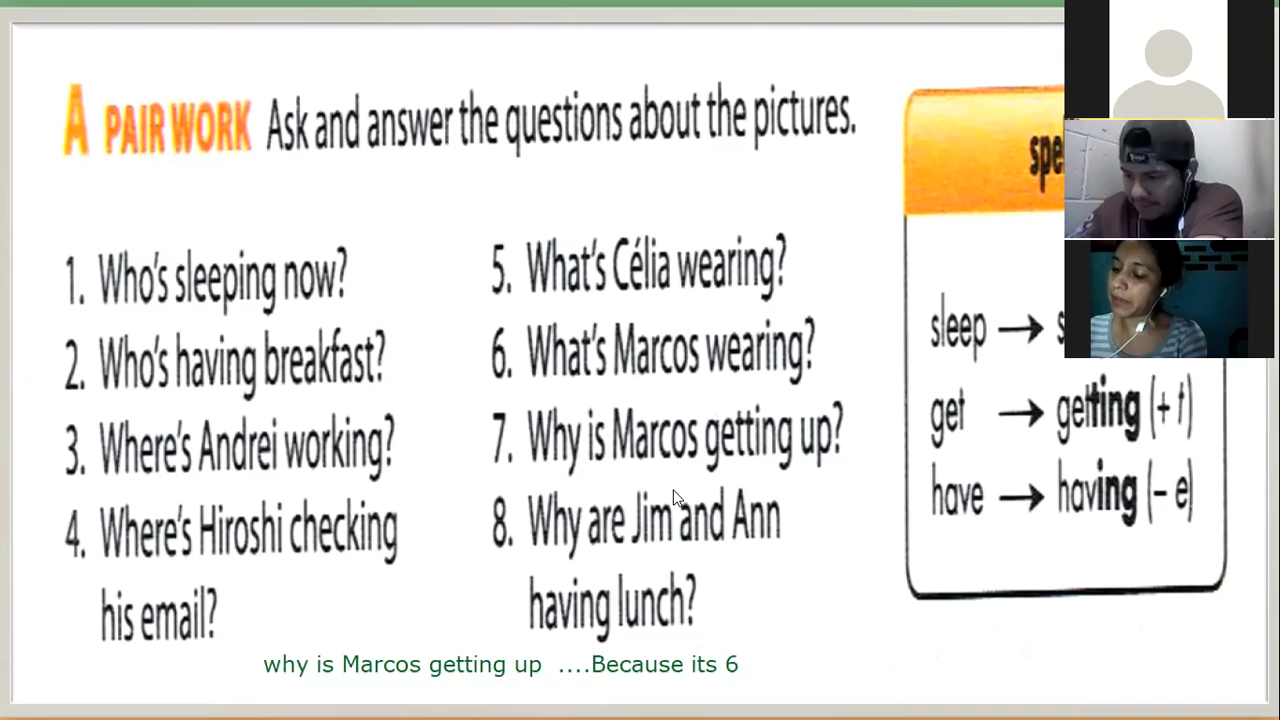 A PAIR WORK Ask and answer the questions about the pictures.
1. Who's sleeping now?
2. Who's having breakfast?
3. Where's Andrei working?
4. Where's Hiroshi checking
his email?
5. What's Célia wearing?
6. What's Marcos wearing?
7. Why is Marcos getting up?
8. Why are Jim and Ann
having lunch?
spe
sleep → s
get → getting (+ t)
have → having (– e)
why is Marcos getting up ....Because its 6